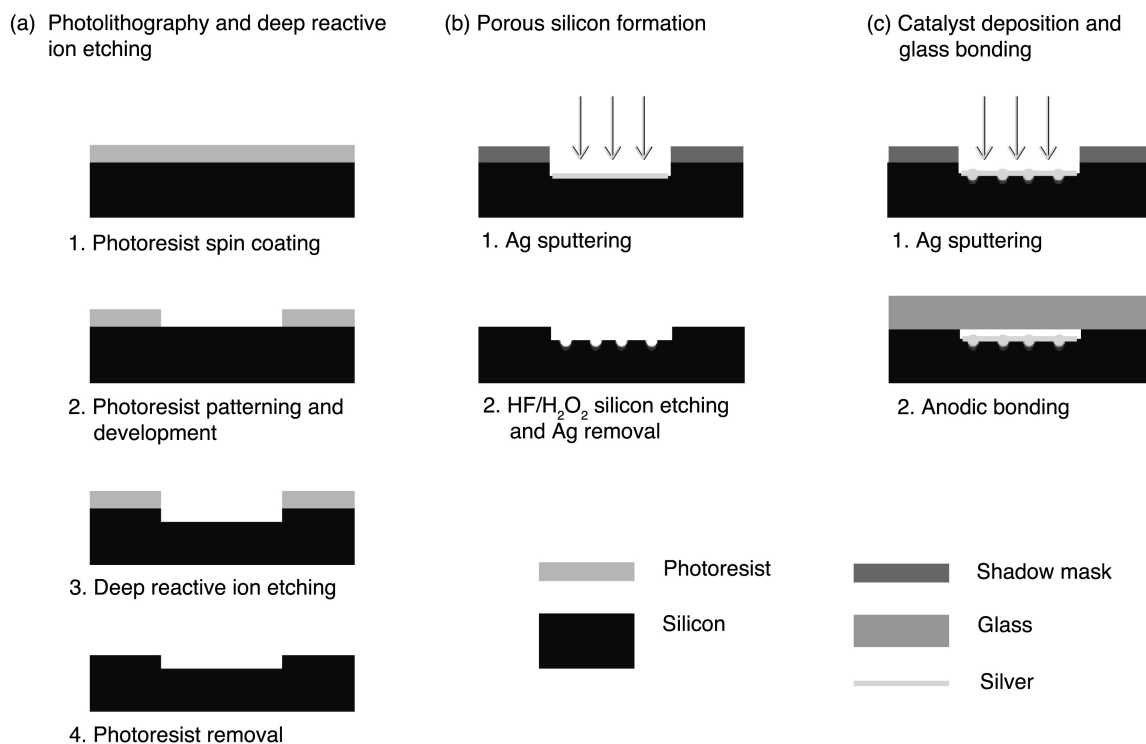 (a) Photolithography and deep reactive
ion etching
1. Photoresist spin coating
2. Photoresist patterning and
development
3. Deep reactive ion etching
4. Photoresist removal
(b) Porous silicon formation
1. Ag sputtering
2. HF/H₂O₂ silicon etching
and Ag removal
(c) Catalyst deposition and
glass bonding
1. Ag sputtering
2. Anodic bonding
Photoresist
Silicon
Shadow mask
Glass
Silver